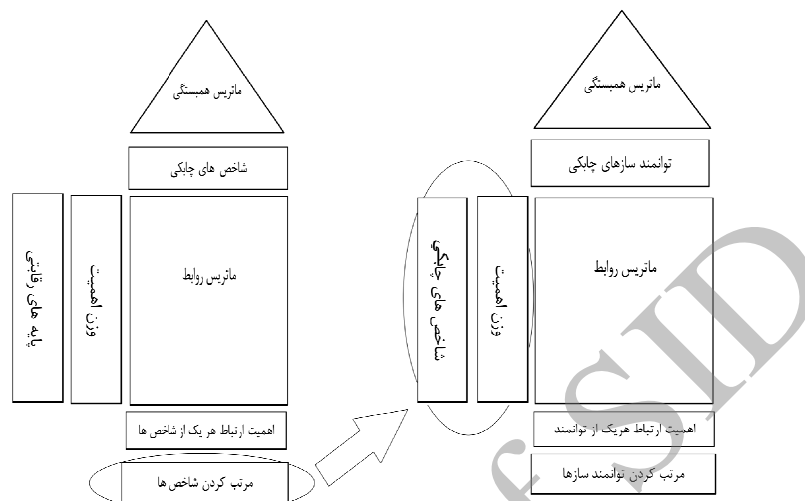 ماتریس همبستگی
شاخص های چابکی
پایه های رقابتی
وزن اهمیت
ماتریس روابط
اهمیت ارتباط هر یک از شاخص ها
مرتب کردن شاخص ها
ماتریس همبستگی
توانمند سازهای چابکی
شاخص های چابکي
وزن اهمیت
ماتریس روابط
اهمیت ارتباط هریک از توانمند
مرتب کردن توانمند سازها
f SID